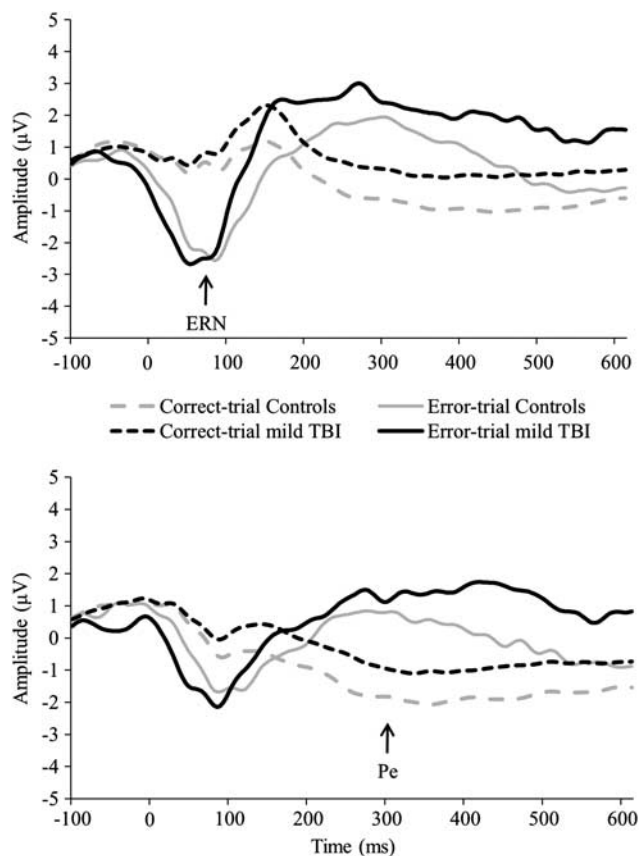 5
4
3
2
1
0
-1
-2
-3
-4
-5
Amplitude (µV)
ERN
-100 0 100 200 300 400 500 600
Correct-trial Controls Error-trial Controls
Correct-trial mild TBI Error-trial mild TBI
5
4
3
2
1
0
-1
-2
-3
-4
-5
Amplitude (µV)
Pe
-100 0 100 200 300 400 500 600
Time (ms)